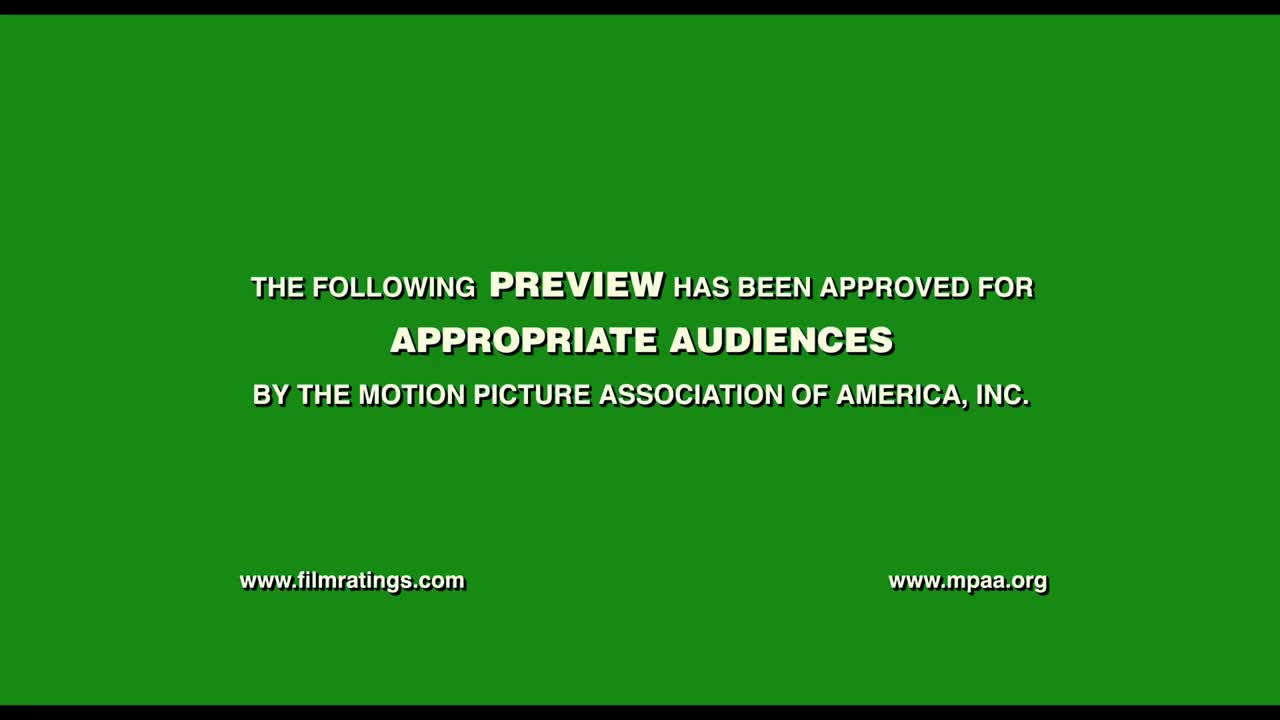 THE FOLLOWING PREVIEW HAS BEEN APPROVED FOR
APPROPRIATE AUDIENCES
BY THE MOTION PICTURE ASSOCIATION OF AMERICA, INC.
www.filmratings.com www.mpaa.org